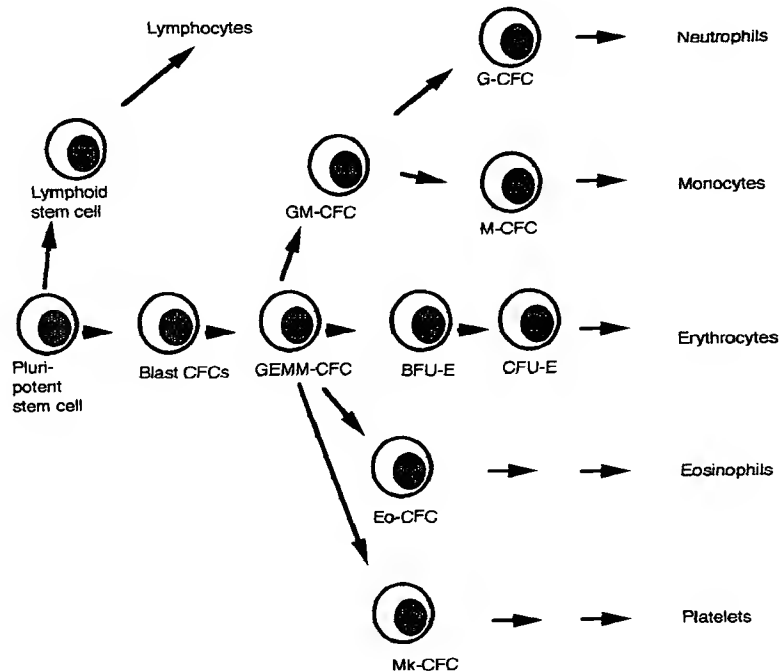 Lymphocytes
G-CFC
Neutrophils
Lymphoid
stem cell
GM-CFC
M-CFC
Monocytes
Pluri-
potent
stem cell
Blast CFCs
GEMM-CFC
BFU-E
CFU-E
Erythrocytes
Eo-CFC
Eosinophils
Mk-CFC
Platelets